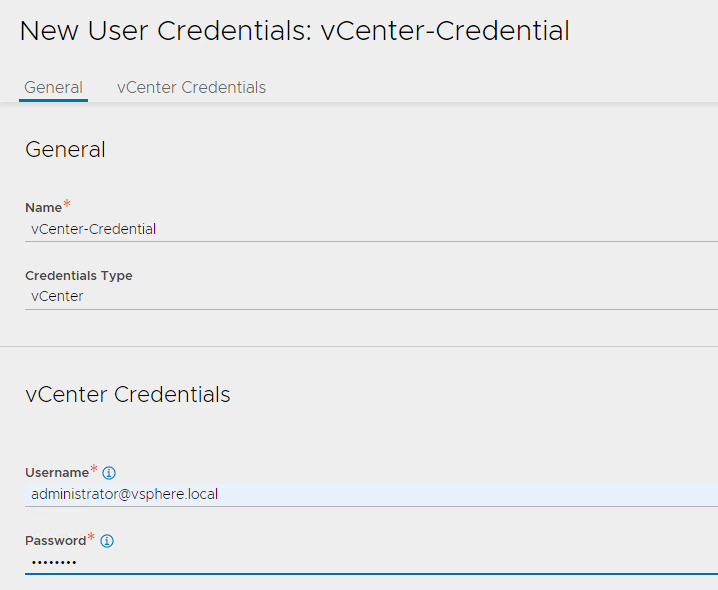 New User Credentials: vCenter-Credential
General vCenter Credentials
General
Name*
vCenter-Credential
Credentials Type
vCenter
vCenter Credentials
Username*
administrator@vsphere.local
Password*
••••••••